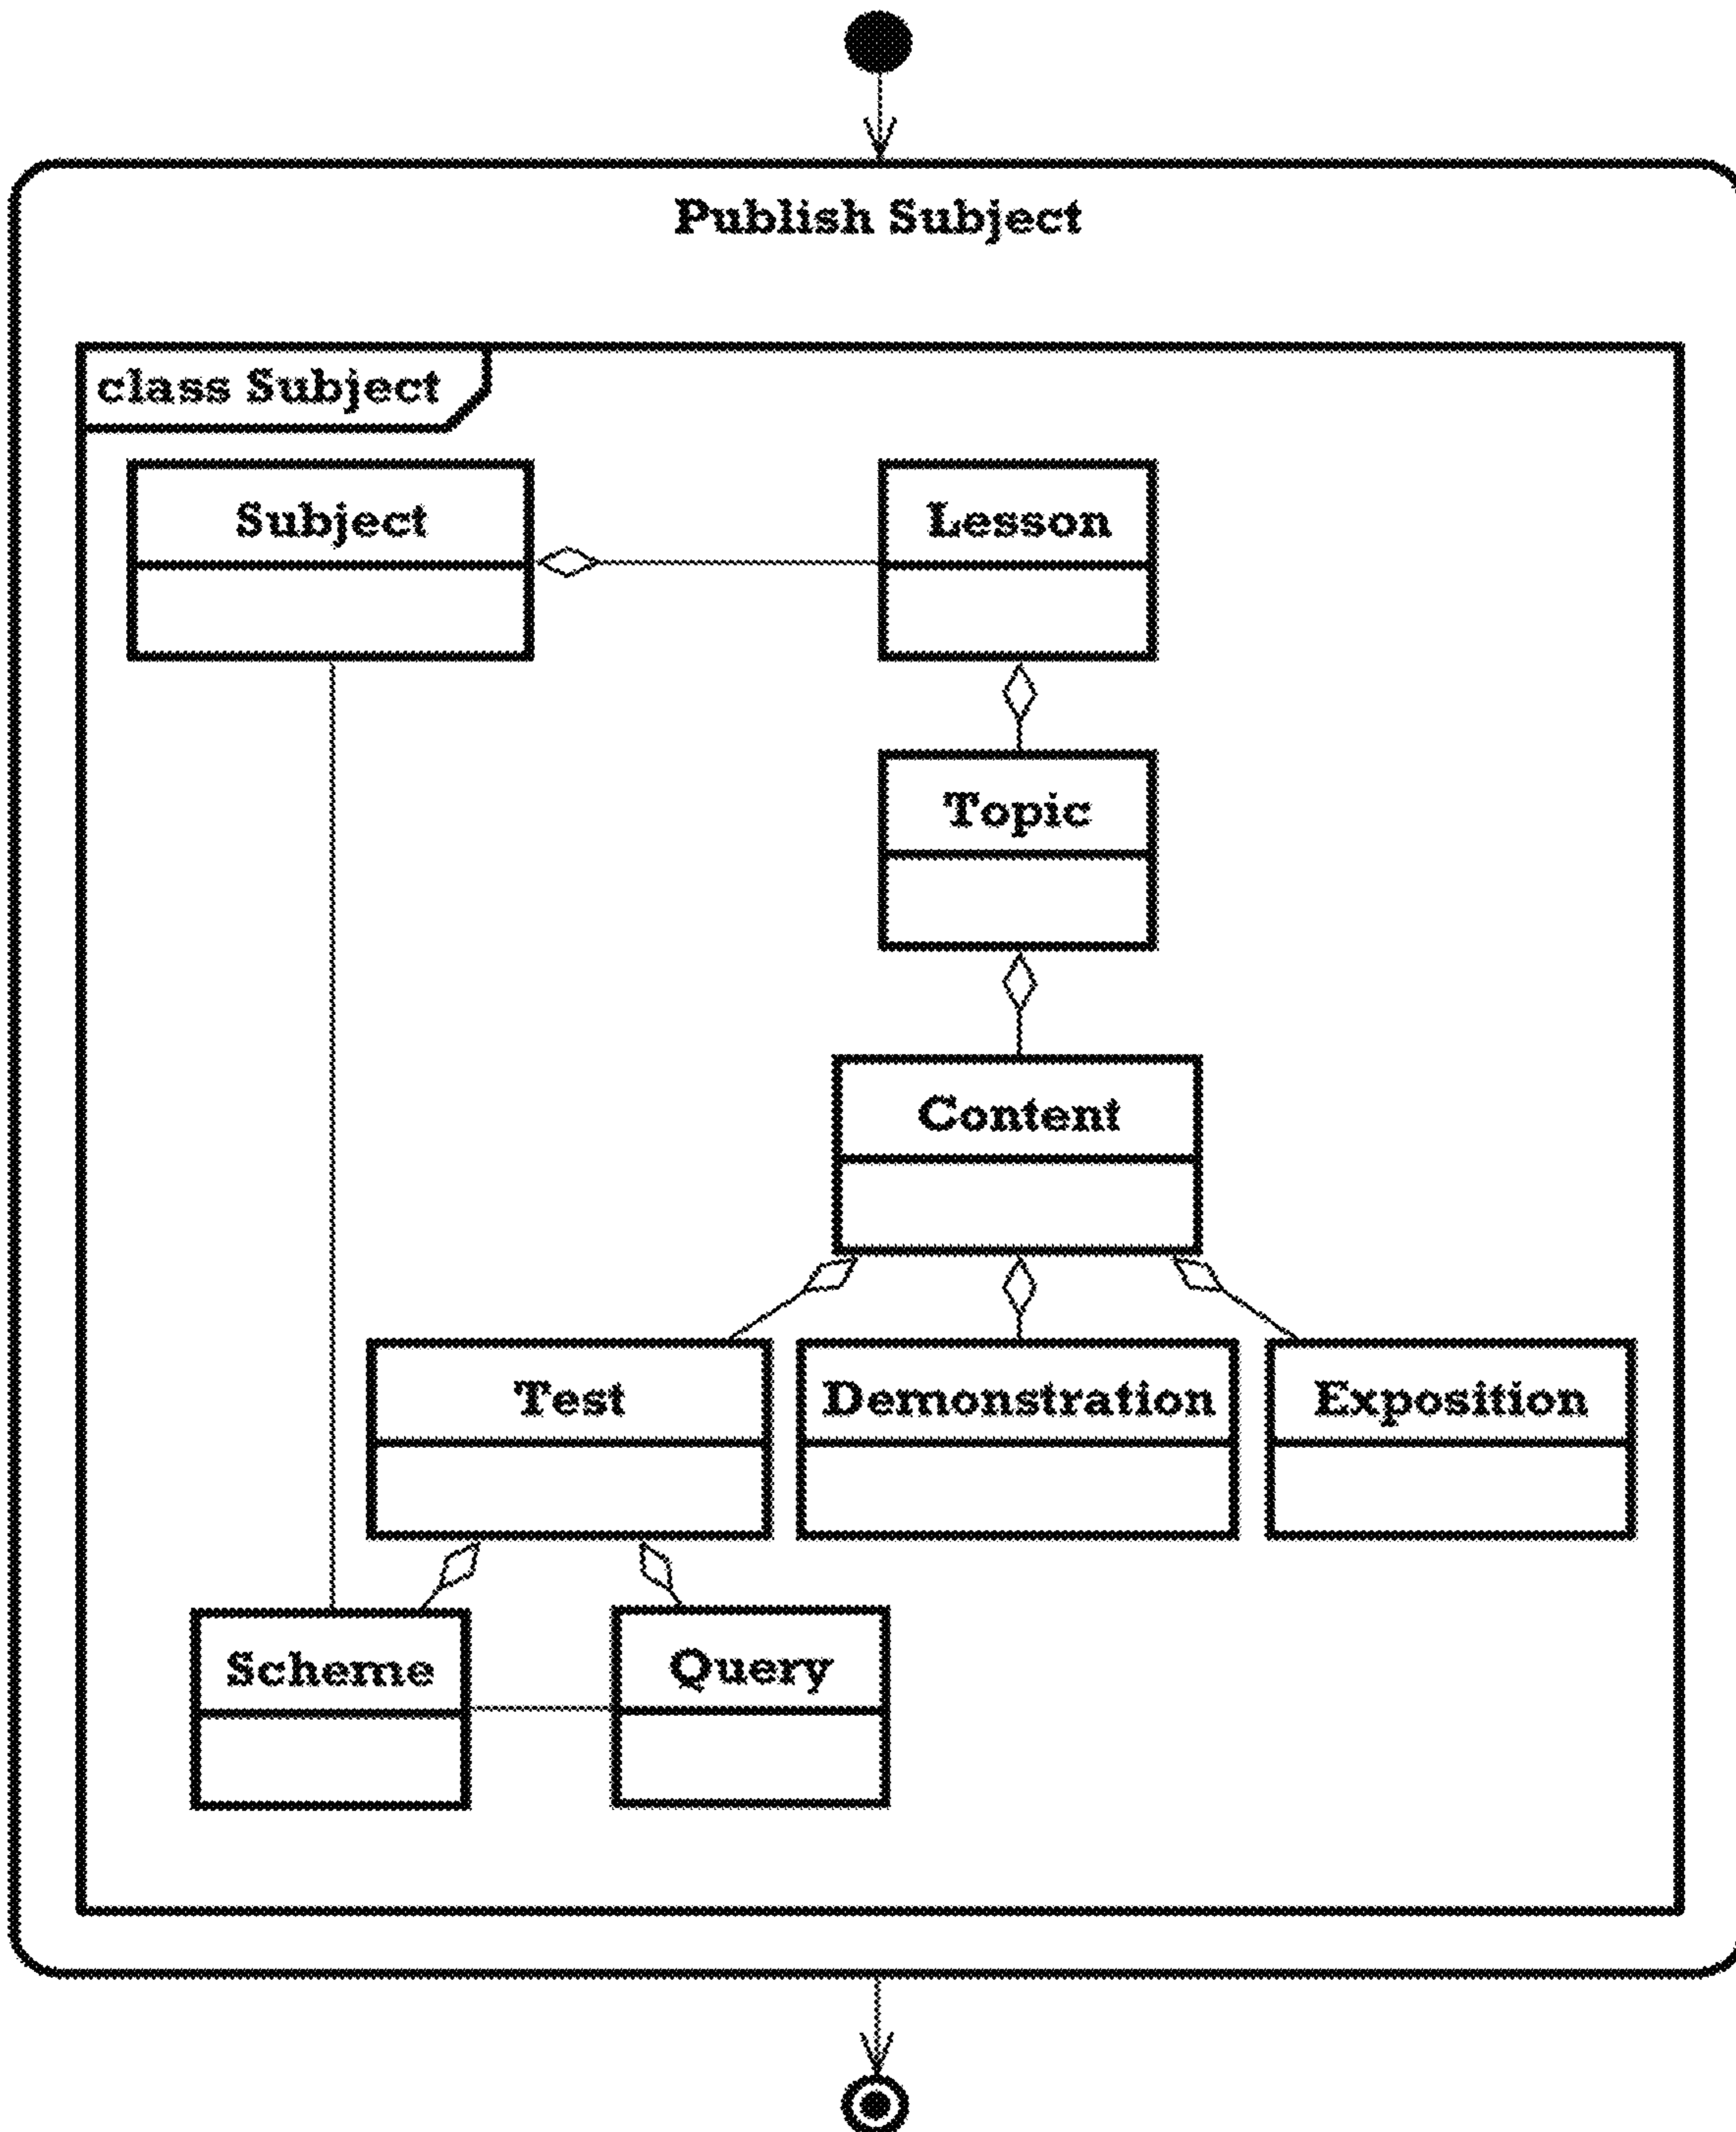 Publish Subject
class Subject
Subject
Lesson
Topic
Content
Test
Demonstration
Exposition
Scheme
Query